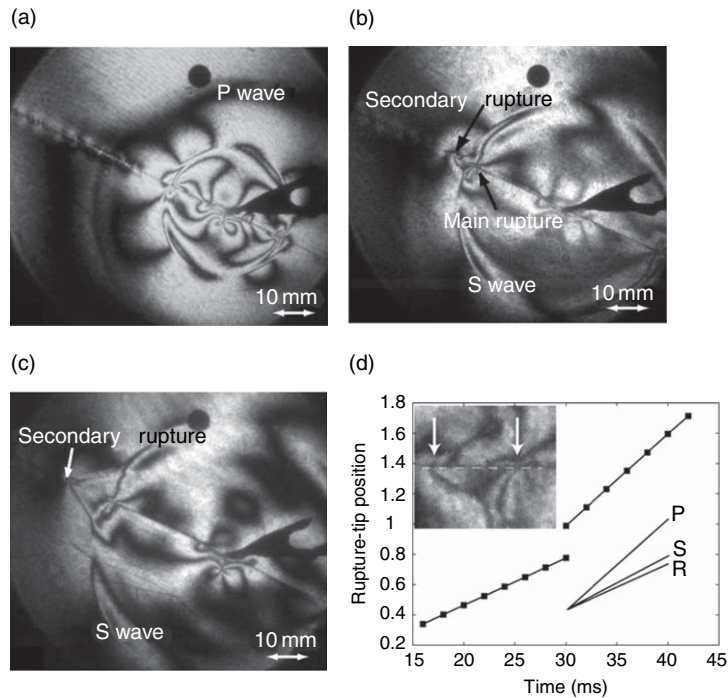 (a)
P wave
10 mm
(b)
Secondary rupture
Main rupture
S wave
10 mm
(c)
Secondary rupture
S wave
10 mm
(d)
Rupture-tip position
1.8
1.6
1.4
1.2
1
0.8
0.6
0.4
0.2
P
S
R
15 20 25 30 35 40 45
Time (ms)